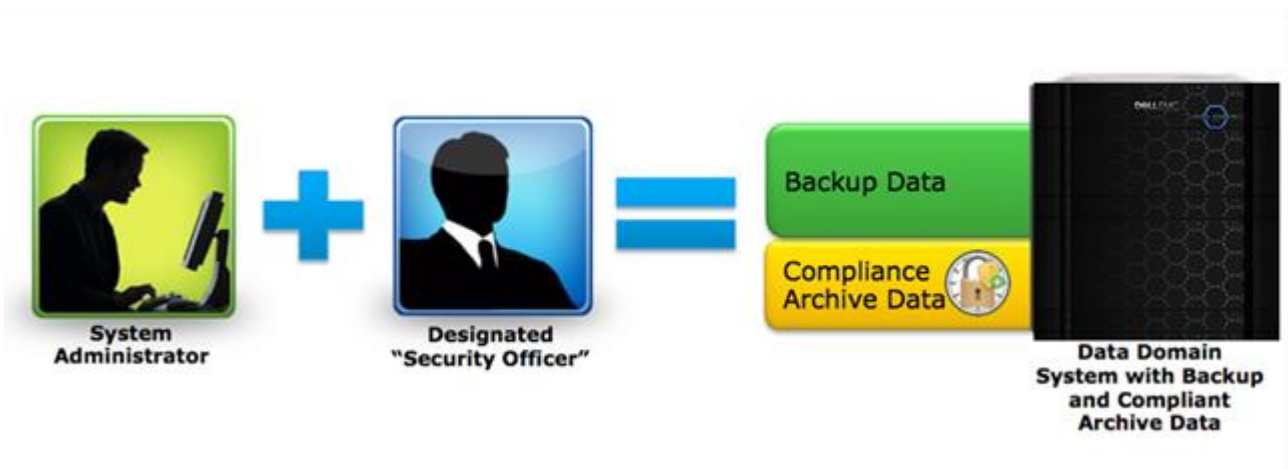 System
Administrator
Designated
“Security Officer”
Backup Data
Compliance
Archive Data
DELLEMC
Data Domain
System with Backup
and Compliant
Archive Data